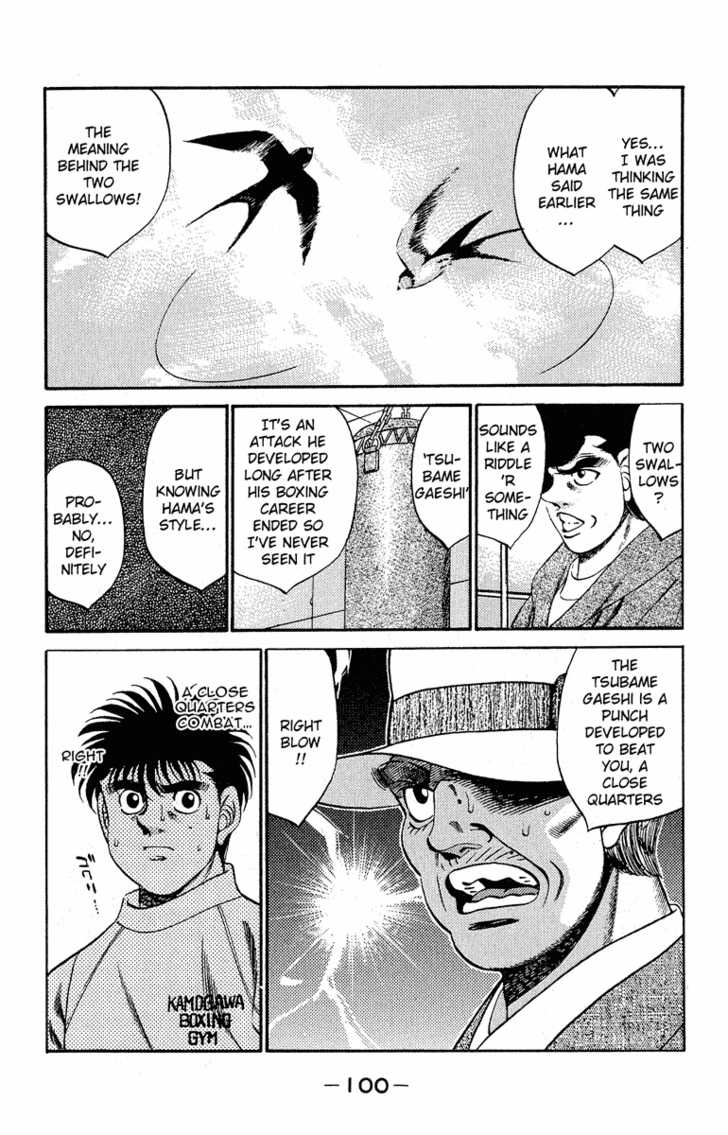 YES...
I WAS
THINKING
THE SAME
THING
WHAT
HAMA
SAID
EARLIER
...
THE
MEANING
BEHIND THE
TWO
SWALLOWS!
TWO
SWAL-
LOWS
?
SOUNDS
LIKE A
RIDDLE
'R
SOME-
THING
'TSU-
BAME
GAESHI'
IT'S AN
ATTACK HE
DEVELOPED
LONG AFTER
HIS BOXING
CAREER
ENDED SO
I'VE NEVER
SEEN IT
BUT
KNOWING
HAMA'S
STYLE...
PRO-
BABLY...
NO,
DEFI-
NITELY
THE
TSUBAME
GAESHI IS A
PUNCH
DEVELOPED
TO BEAT
YOU, A
CLOSE
QUARTERS
RIGHT
BLOW
!!
A CLOSE
QUARTERS
COMBAT...
RIGHT
!!
KAMOGAWA
BOXING
GYM
-100-